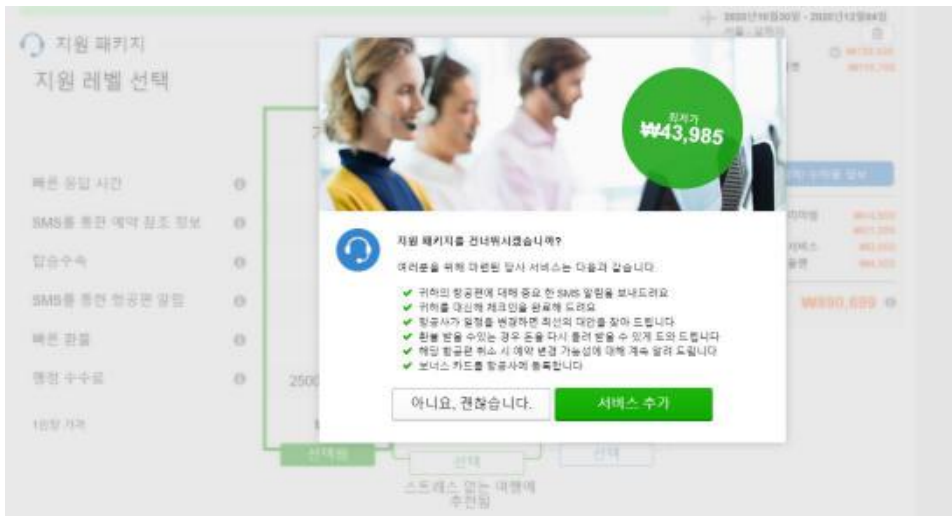 지원 패키지
지원 레벨 선택
빠른 응답 시간
SMS를 통한 예약 참조 정보
탑승수속
SMS를 통한 항공편 알림
빠른 환불
행정 수수료
1인당 가격
2500
선택됨
선택
선택
스트레스 없는 여행에
추천됨
최저가
₩43,985
지원 패키지를 건너뛰시겠습니까?
여러분을 위해 마련된 당사 서비스는 다음과 같습니다.
귀하의 항공편에 대해 중요 한 SMS 알림을 보내드려요
귀하를 대신해 체크인을 완료해 드려요
항공사가 일정을 변경하면 최선의 대안을 찾아 드립니다
환불 받을 수 있는 경우 돈을 다시 돌려 받을 수 있게 도와 드립니다
해당 항공편 취소 시 예약 변경 가능성에 대해 계속 알려 드립니다
보너스 카드를 항공사에 등록합니다
아니요, 괜찮습니다.
서비스 추가